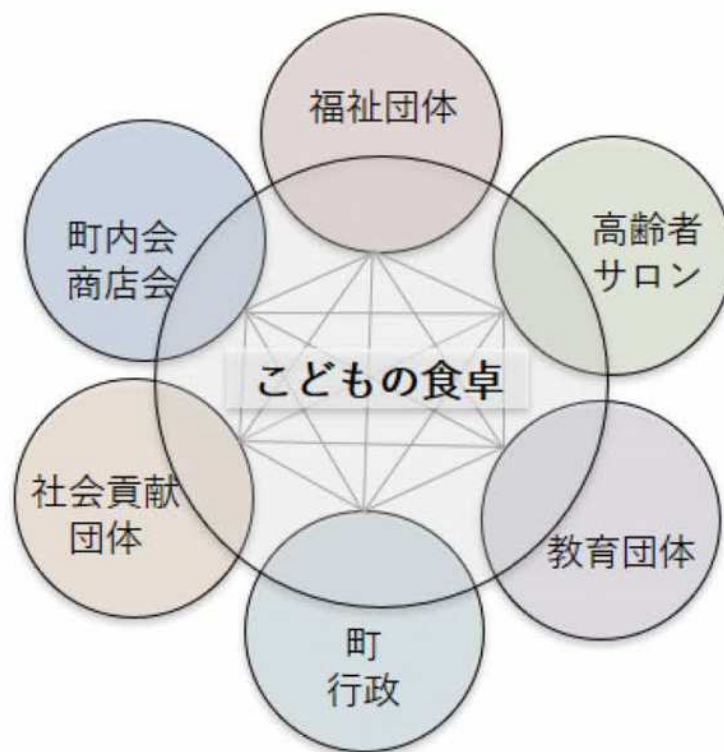 福祉団体
町内会
商店会
高齢者
サロン
こどもの食卓
社会貢献
団体
教育団体
町
行政